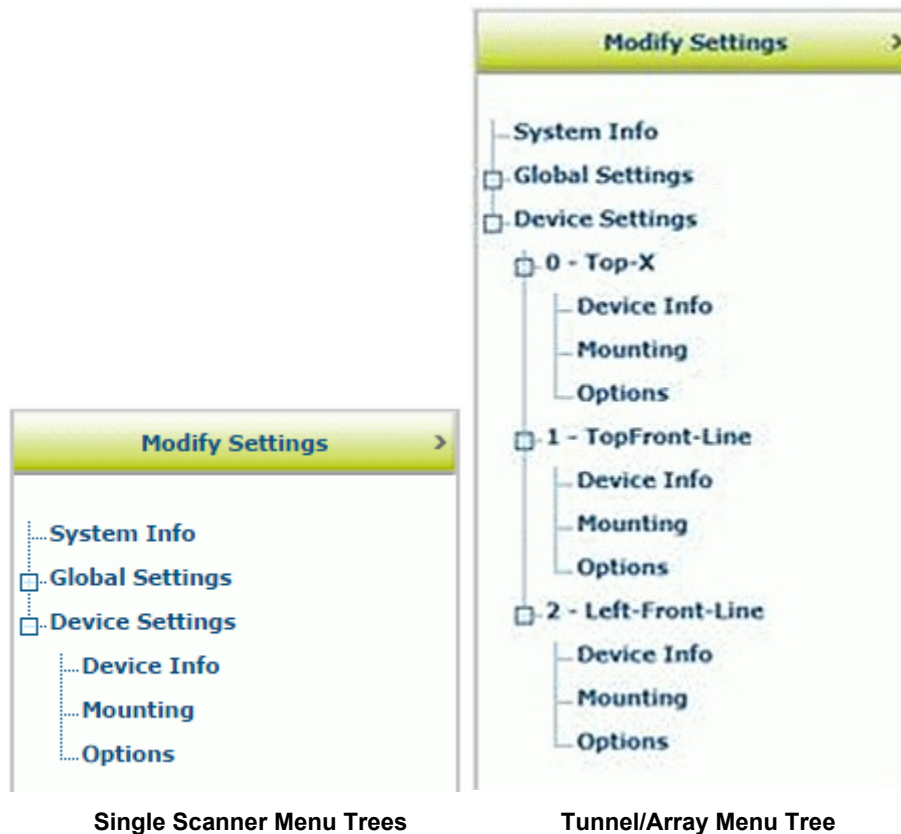 Modify Settings >
System Info
Global Settings
Device Settings
Device Info
Mounting
Options
Single Scanner Menu Trees
Modify Settings >
System Info
Global Settings
Device Settings
0 - Top-X
Device Info
Mounting
Options
1 - TopFront-Line
Device Info
Mounting
Options
2 - Left-Front-Line
Device Info
Mounting
Options
Tunnel/Array Menu Tree